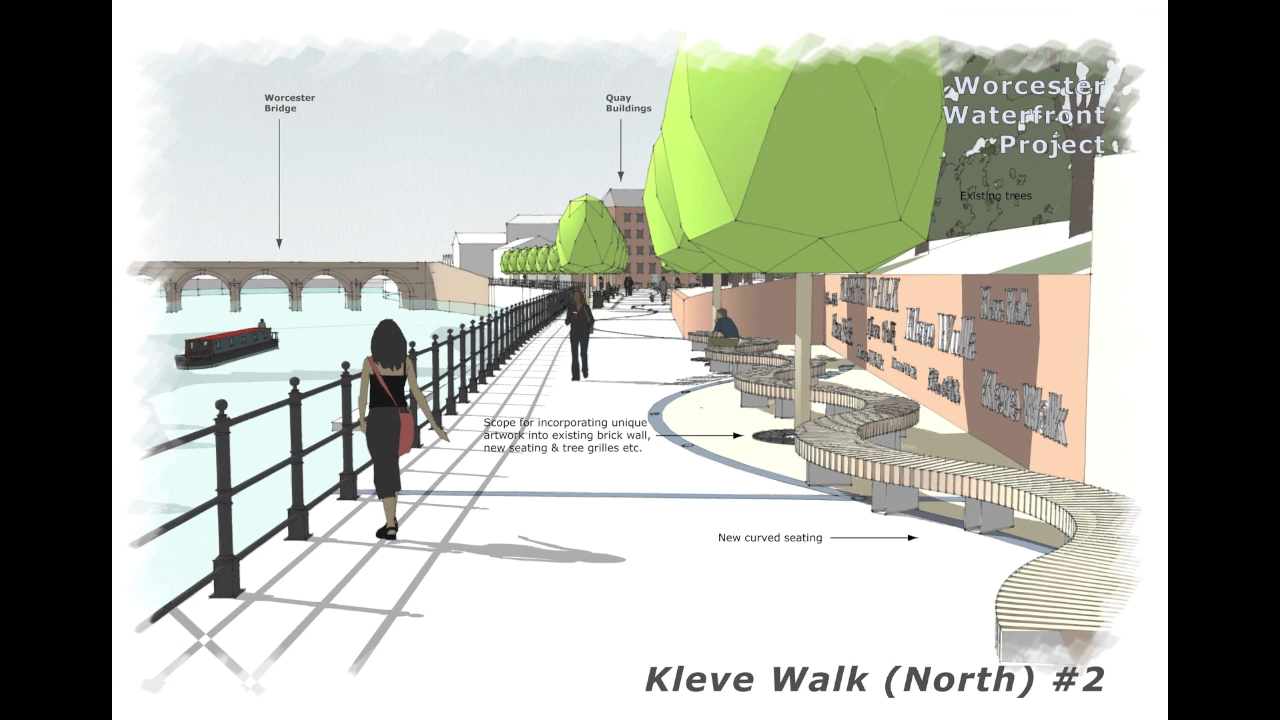 Worcester
Bridge
Quay
Buildings
Worcester
Waterfront
Project
Existing trees
Kleve Walk
Kleve Walk
Kleve Walk
Scope for incorporating unique
artwork into existing brick wall,
new seating & tree grilles etc.
New curved seating
Kleve Walk (North) #2